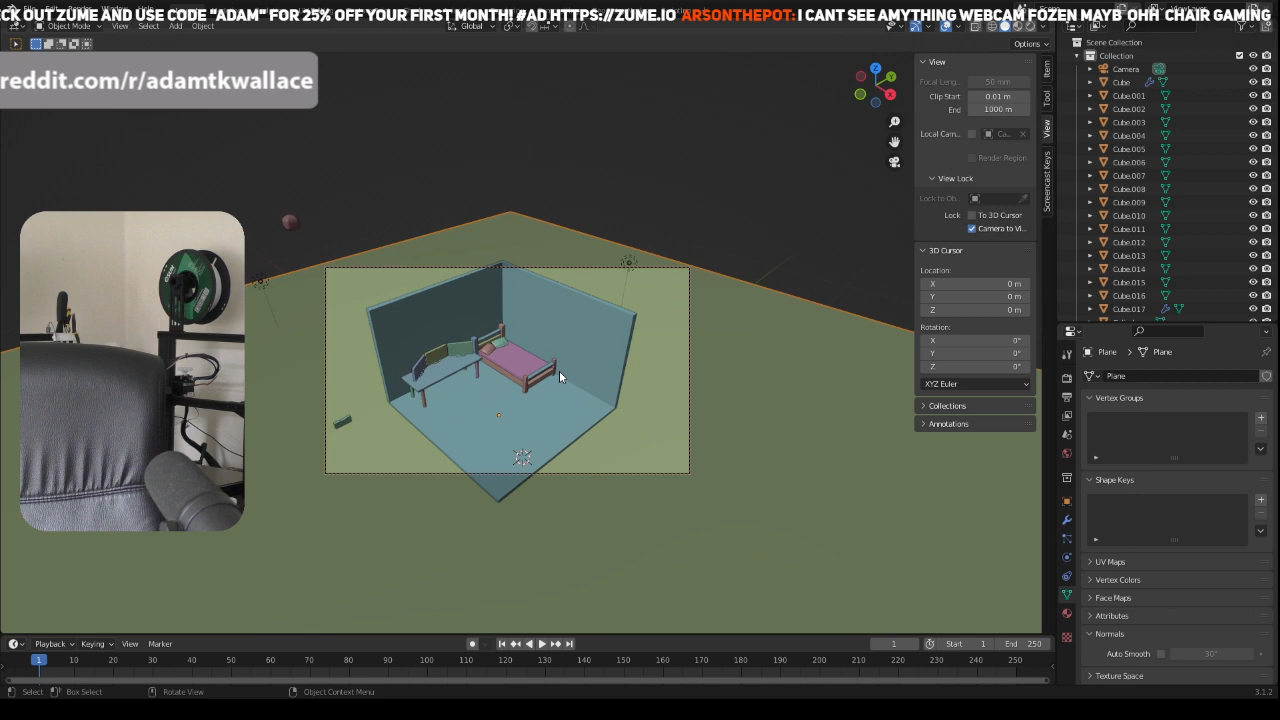 CK OUT ZUME AND USE CODE "ADAM" FOR 25% OFF YOUR FIRST MONTH! #AD,HTTPS://ZUME.IO ARSONTHEPOT: I CANT SEE ANYTHING WEBCAM FOZEN MAYB OHH CHAIR GAMING
Object Mode View Select Add Object Global
Options
reddit.com/r/adamtkwallace
View
Focal Leng... 50 mm
Clip Start 0.01 m
End 1000 m
Local Cam... Ca...
Render Region
View Lock
Lock to Ob...
Lock To 3D Cursor
Camera to Vi...
3D Cursor
Location:
X 0 m
Y 0 m
Z 0 m
Rotation:
X 0°
Y 0°
Z 0°
XYZ Euler
Collections
Annotations
Item
Tool
View
Screencast Keys
Z
Y
X
Scene Collection
Collection
Camera
Cube
Cube.001
Cube.002
Cube.003
Cube.004
Cube.005
Cube.006
Cube.007
Cube.008
Cube.009
Cube.010
Cube.011
Cube.012
Cube.013
Cube.014
Cube.015
Cube.016
Cube.017
Plane Plane
Plane
Vertex Groups
Shape Keys
UV Maps
Vertex Colors
Face Maps
Attributes
Normals
Auto Smooth 30°
Texture Space
Playback Keying View Marker 1 Start 1 End 250
1 10 20 30 40 50 60 70 80 90 100 110 120 130 140 150 160 170 180 190 200 210 220 230 240 250
Select Box Select Rotate View Object Context Menu 3.1.2